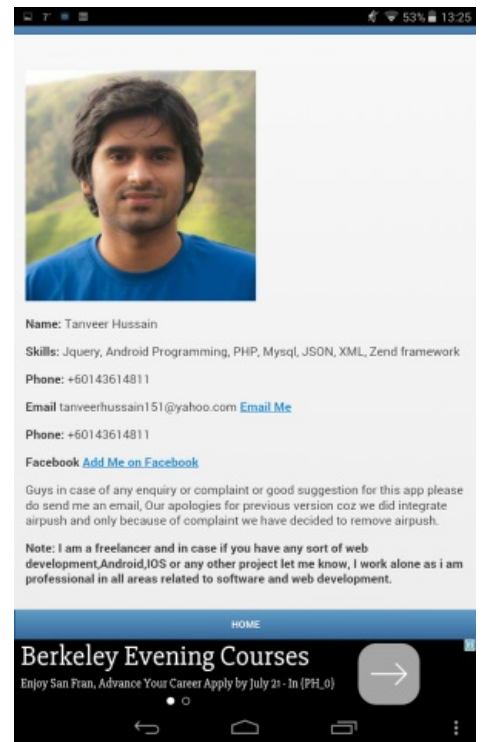 53% 13:25
Name: Tanveer Hussain
Skills: Jquery, Android Programming, PHP, Mysql, JSON, XML, Zend framework
Phone: +60143614811
Email tanveerhussain151@yahoo.com Email Me
Phone: +60143614811
Facebook Add Me on Facebook
Guys in case of any enquiry or complaint or good suggestion for this app please
do send me an email, Our apologies for previous version coz we did integrate
airpush and only because of complaint we have decided to remove airpush.
Note: I am a freelancer and in case if you have any sort of web
development,Android,IOS or any other project let me know, I work alone as i am
professional in all areas related to software and web development.
HOME
Berkeley Evening Courses
Enjoy San Fran, Advance Your Career Apply by July 21 - In {PH_0}